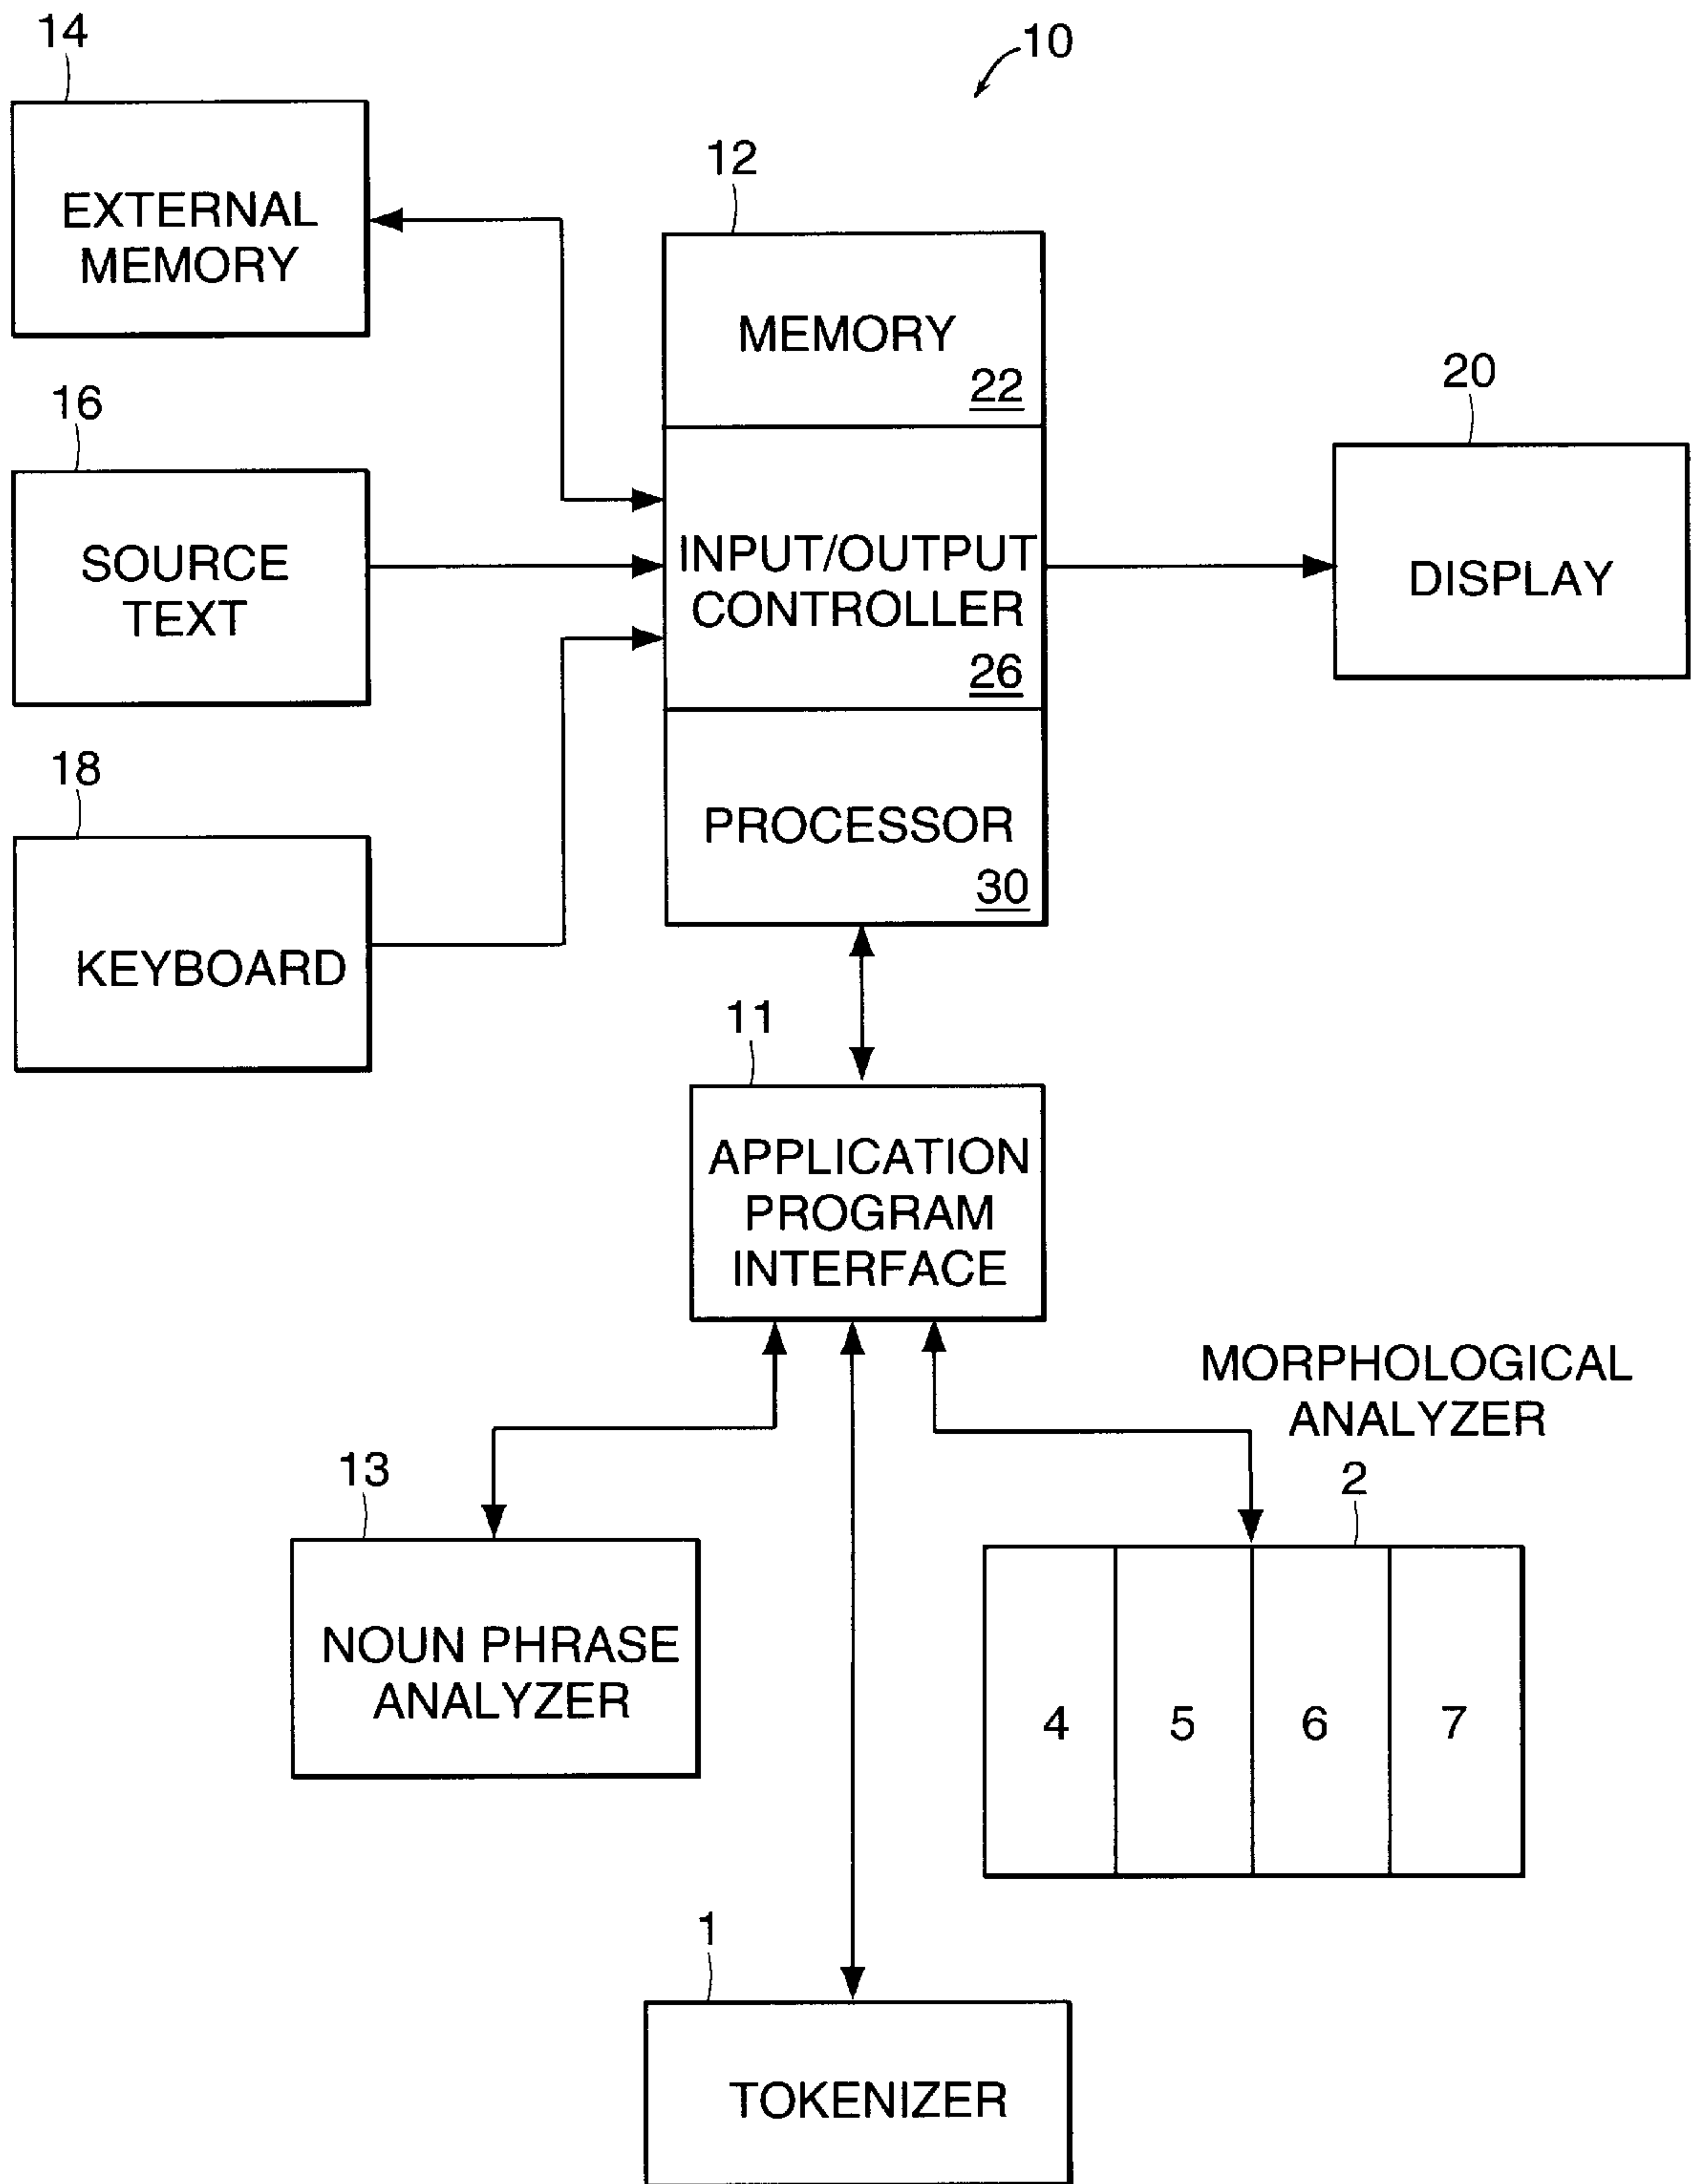 14
10
EXTERNAL
MEMORY
12
MEMORY
22
16
SOURCE
TEXT
INPUT/OUTPUT
CONTROLLER
26
20
DISPLAY
18
KEYBOARD
PROCESSOR
30
11
APPLICATION
PROGRAM
INTERFACE
MORPHOLOGICAL
ANALYZER
2
13
NOUN PHRASE
ANALYZER
4 5 6 7
1
TOKENIZER